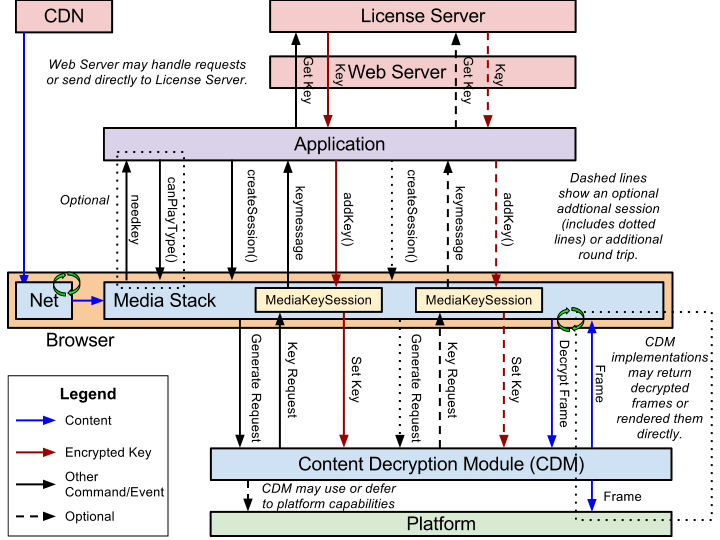 CDN
License Server
Web Server may handle requests
or send directly to License Server.
Web Server
Get Key
Key
Get Key
Key
Application
Optional
needkey
canPlayType()
createSession()
keymessage
addKey()
createSession()
keymessage
addKey()
Dashed lines
show an optional
addtional session
(includes dotted
lines) or additional
round trip.
Net
Media Stack
MediaKeySession
MediaKeySession
Browser
Generate Request
Key Request
Set Key
Generate Request
Key Request
Set Key
Decrypt Frame
Frame
CDM
implementations
may return
decrypted
frames or
rendered them
directly.
Legend
Content
Encrypted Key
Other
Command/Event
Optional
Content Decryption Module (CDM)
CDM may use or defer
to platform capabilities
Frame
Platform